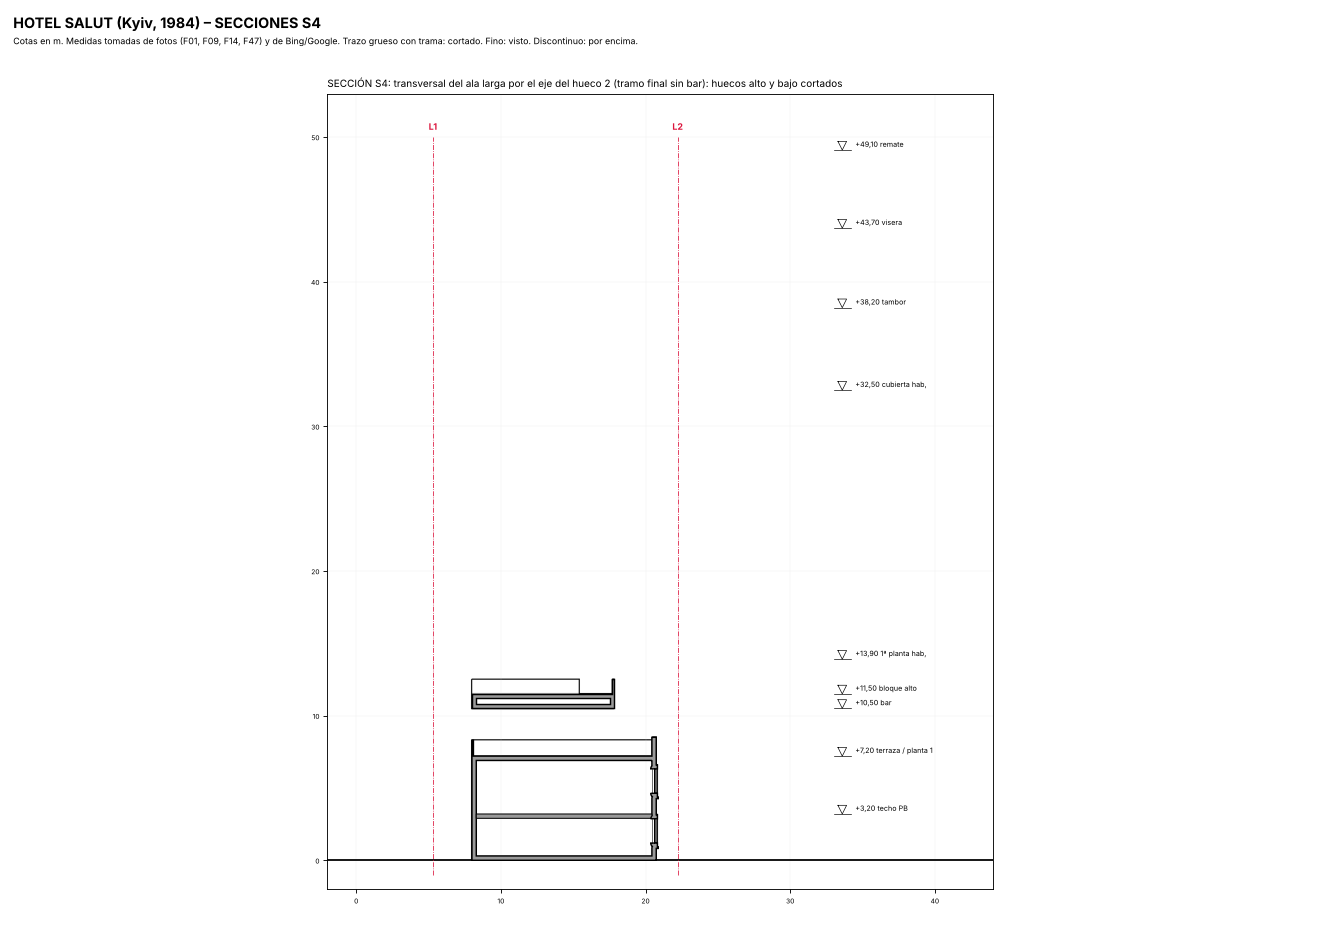 HOTEL SALUT (Kyiv, 1984) – SECCIONES S4
Cotas en m. Medidas tomadas de fotos (F01, F09, F14, F47) y de Bing/Google. Trazo grueso con trama: cortado. Fino: visto. Discontinuo: por encima.
SECCIÓN S4: transversal del ala larga por el eje del hueco 2 (tramo final sin bar): huecos alto y bajo cortados
L1
L2
50
+49,10 remate
+43,70 visera
40
+38,20 tambor
+32,50 cubierta hab,
30
20
+13,90 1ª planta hab,
+11,50 bloque alto
+10,50 bar
10
+7,20 terraza / planta 1
+3,20 techo PB
0
0
10
20
30
40